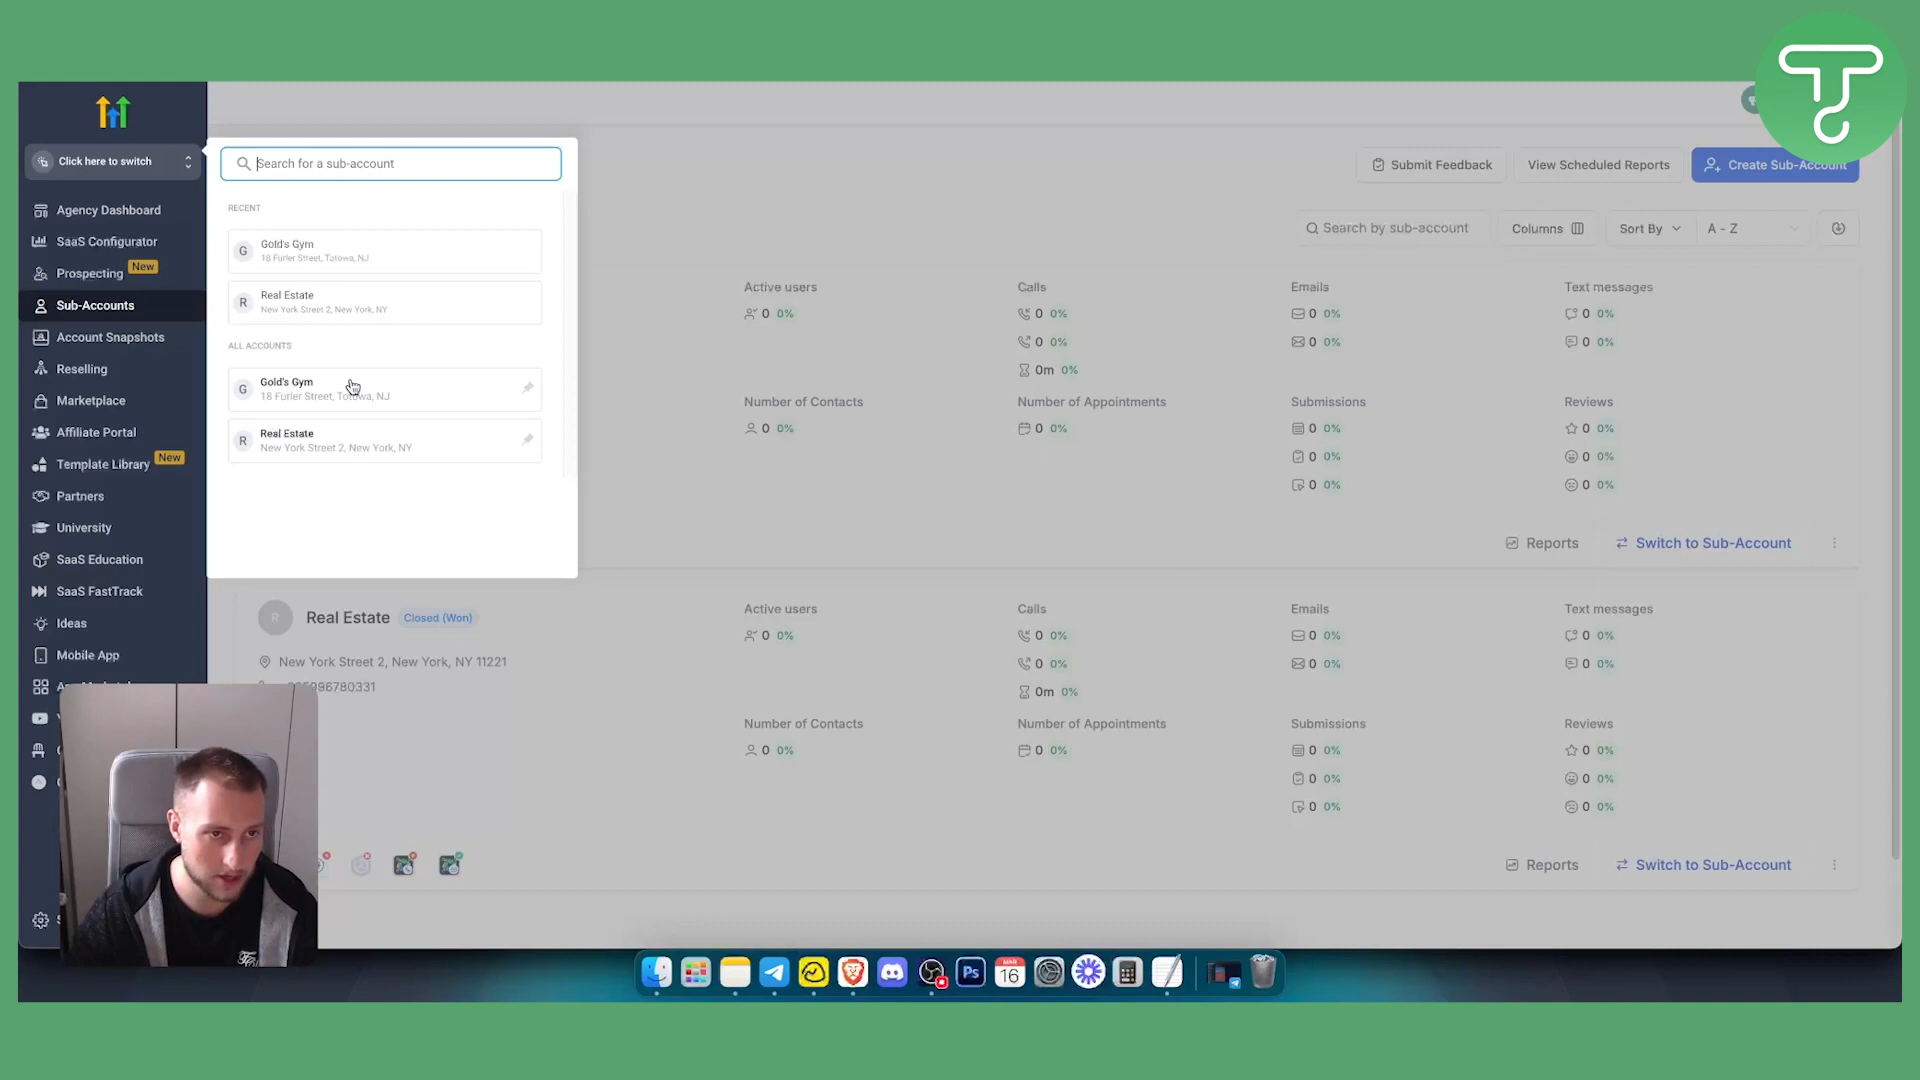 Click here to switch
Agency Dashboard
SaaS Configurator
Prospecting
New
Sub-Accounts
Account Snapshots
Reselling
Marketplace
Affiliate Portal
Template Library
New
Partners
University
SaaS Education
SaaS FastTrack
Ideas
Mobile App
Search for a sub-account
RECENT
G
Gold's Gym
18 Furler Street, Totowa, NJ
R
Real Estate
New York Street 2, New York, NY
ALL ACCOUNTS
G
Gold's Gym
18 Furler Street, Totowa, NJ
R
Real Estate
New York Street 2, New York, NY
Submit Feedback
View Scheduled Reports
Create Sub-Account
Search by sub-account
Columns
Sort By
A - Z
Active users
0 0%
Calls
0 0%
0 0%
0m 0%
Emails
0 0%
0 0%
Text messages
0 0%
0 0%
Number of Contacts
0 0%
Number of Appointments
0 0%
Submissions
0 0%
0 0%
0 0%
Reviews
0 0%
0 0%
0 0%
Reports
Switch to Sub-Account
R
Real Estate
Closed (Won)
New York Street 2, New York, NY 11221
96780331
Active users
0 0%
Calls
0 0%
0 0%
0m 0%
Emails
0 0%
0 0%
Text messages
0 0%
0 0%
Number of Contacts
0 0%
Number of Appointments
0 0%
Submissions
0 0%
0 0%
0 0%
Reviews
0 0%
0 0%
0 0%
Reports
Switch to Sub-Account
Ps
MAR
16